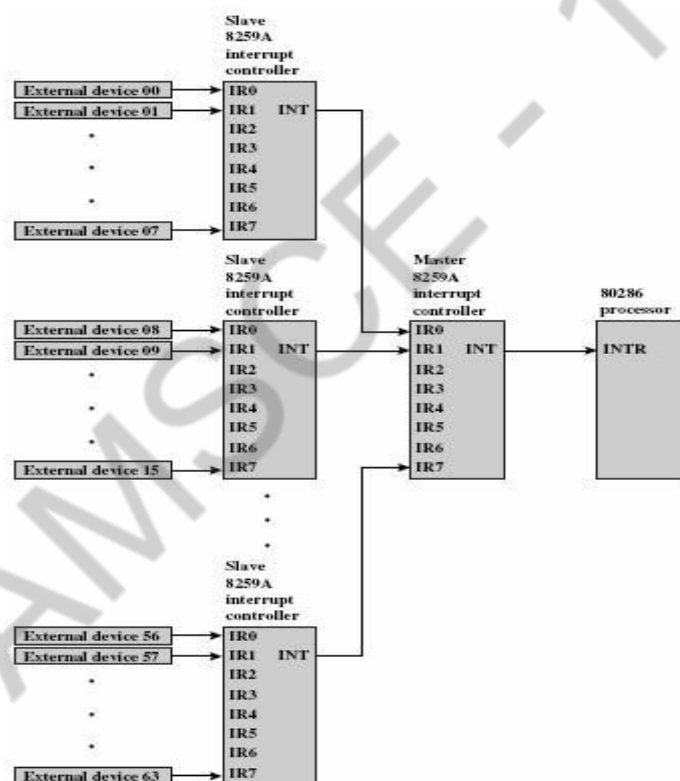 Slave
8259A
interrupt
controller
External device 00
IR0
External device 01
IR1 INT
IR2
IR3
IR4
IR5
IR6
External device 07
IR7
Slave
8259A
interrupt
controller
External device 08
IR0
External device 09
IR1 INT
IR2
IR3
IR4
IR5
IR6
External device 15
IR7
Master
8259A
interrupt
controller
IR0
IR1 INT
IR2
IR3
IR4
IR5
IR6
IR7
80286
processor
INTR
Slave
8259A
interrupt
controller
External device 56
IR0
External device 57
IR1 INT
IR2
IR3
IR4
IR5
IR6
External device 63
IR7
AMSCE - 1